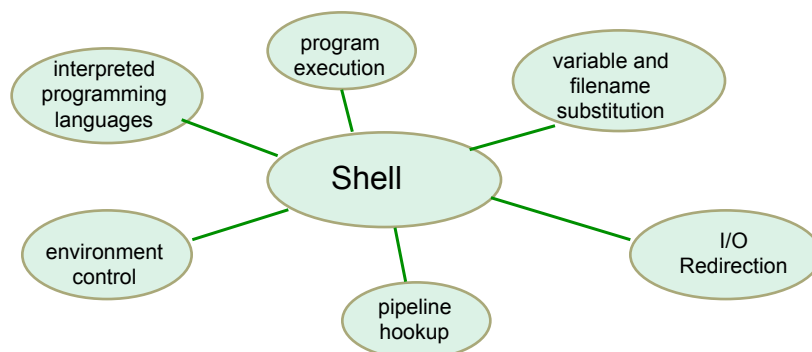 program
execution
interpreted
programming
languages
variable and
filename
substitution
Shell
environment
control
I/O
Redirection
pipeline
hookup